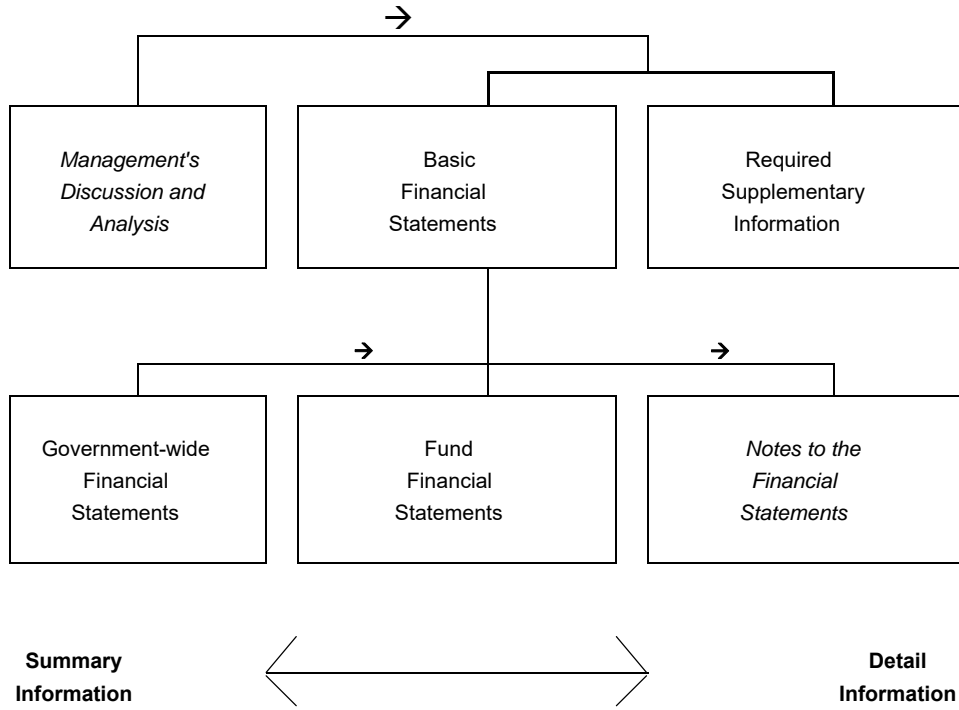 Management's
Discussion and
Analysis
Basic
Financial
Statements
Required
Supplementary
Information
Government-wide
Financial
Statements
Fund
Financial
Statements
Notes to the
Financial
Statements
Summary
Information
Detail
Information